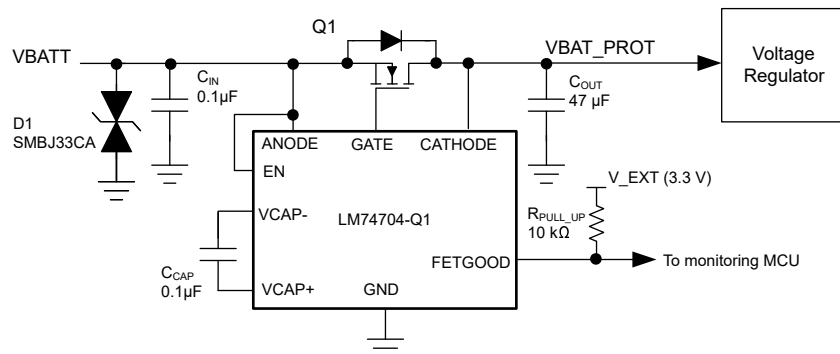 Q1
VBATT
VBAT_PROT
Voltage
Regulator
CIN
0.1µF
COUT
47 µF
D1
SMBJ33CA
ANODE
GATE
CATHODE
EN
V_EXT (3.3 V)
VCAP-
LM74704-Q1
RPULL_UP
10 kΩ
CCAP
0.1µF
FETGOOD
To monitoring MCU
VCAP+
GND